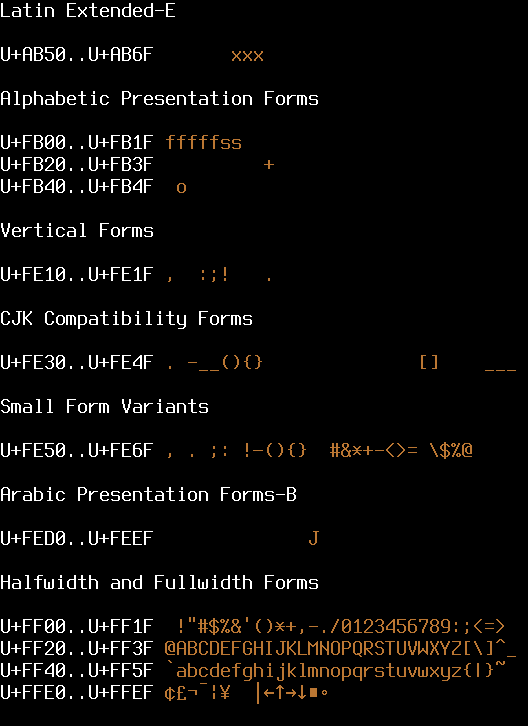 Latin Extended-E
U+AB50..U+AB6F       xxx
Alphabetic Presentation Forms
U+FB00..U+FB1F fffffss
U+FB20..U+FB3F          +
U+FB40..U+FB4F  o
Vertical Forms
U+FE10..U+FE1F ,  :;!   .
CJK Compatibility Forms
U+FE30..U+FE4F . -__(){}              []    ___
Small Form Variants
U+FE50..U+FE6F , . ;: !-(){}  #&*+-<>= \$%@
Arabic Presentation Forms-B
U+FED0..U+FEEF              J
Halfwidth and Fullwidth Forms
U+FF00..U+FF1F  !"#$%&'()*+,-./0123456789:;<=>
U+FF20..U+FF3F @ABCDEFGHIJKLMNOPQRSTUVWXYZ[\]^_
U+FF40..U+FF5F `abcdefghijklmnopqrstuvwxyz{|}~
U+FFE0..U+FFEF ¢£¬¯¦¥  │←↑→↓▪◦